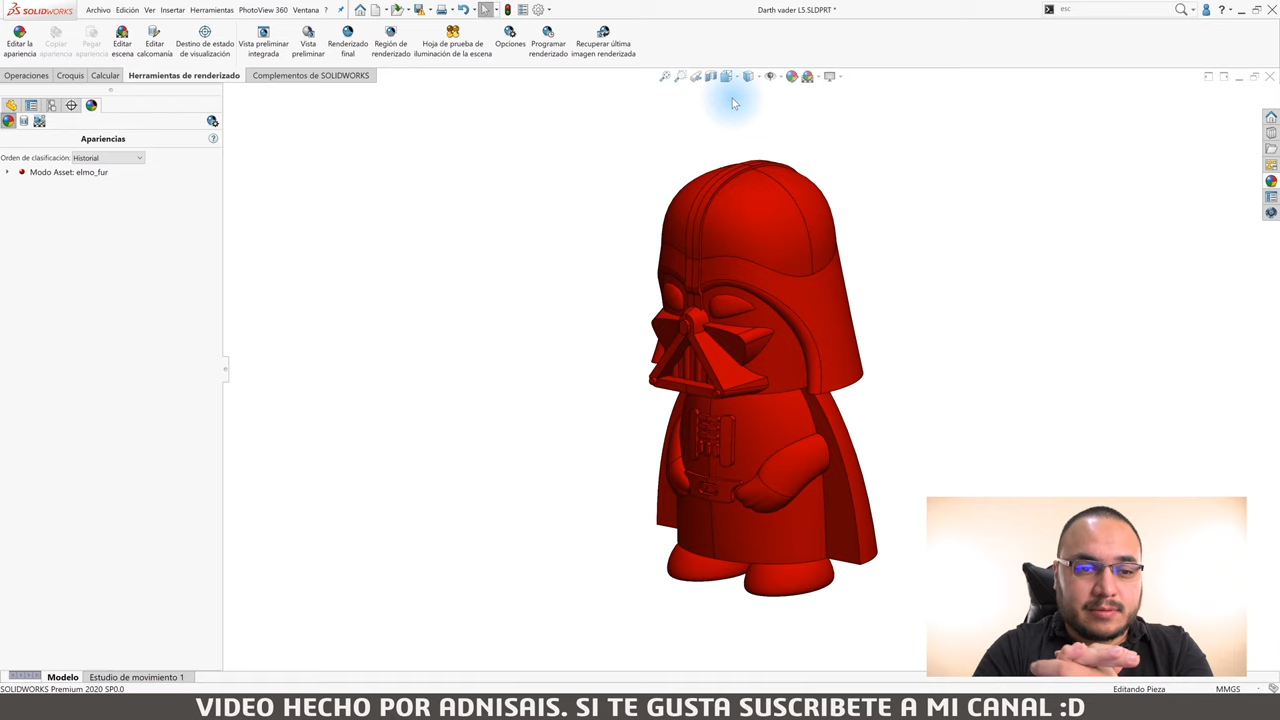 SOLIDWORKS
Archivo Edición Ver Insertar Herramientas PhotoView 360 Ventana
Darth vader L5.SLDPRT *
esc
Editar la apariencia
Copiar apariencia
Pegar apariencia
Editar escena
Editar calcomanía
Destino de estado de visualización
Vista preliminar integrada
Vista preliminar
Renderizado final
Región de renderizado
Hoja de prueba de iluminación de la escena
Opciones
Programar renderizado
Recuperar última imagen renderizada
Operaciones Croquis Calcular Herramientas de renderizado Complementos de SOLIDWORKS
Apariencias
Orden de clasificación: Historial
Modo Asset: elmo_fur
Modelo Estudio de movimiento 1
SOLIDWORKS Premium 2020 SP0.0
Editando Pieza
MMGS
VIDEO HECHO POR ADNISAIS. SI TE GUSTA SUSCRIBETE A MI CANAL :D